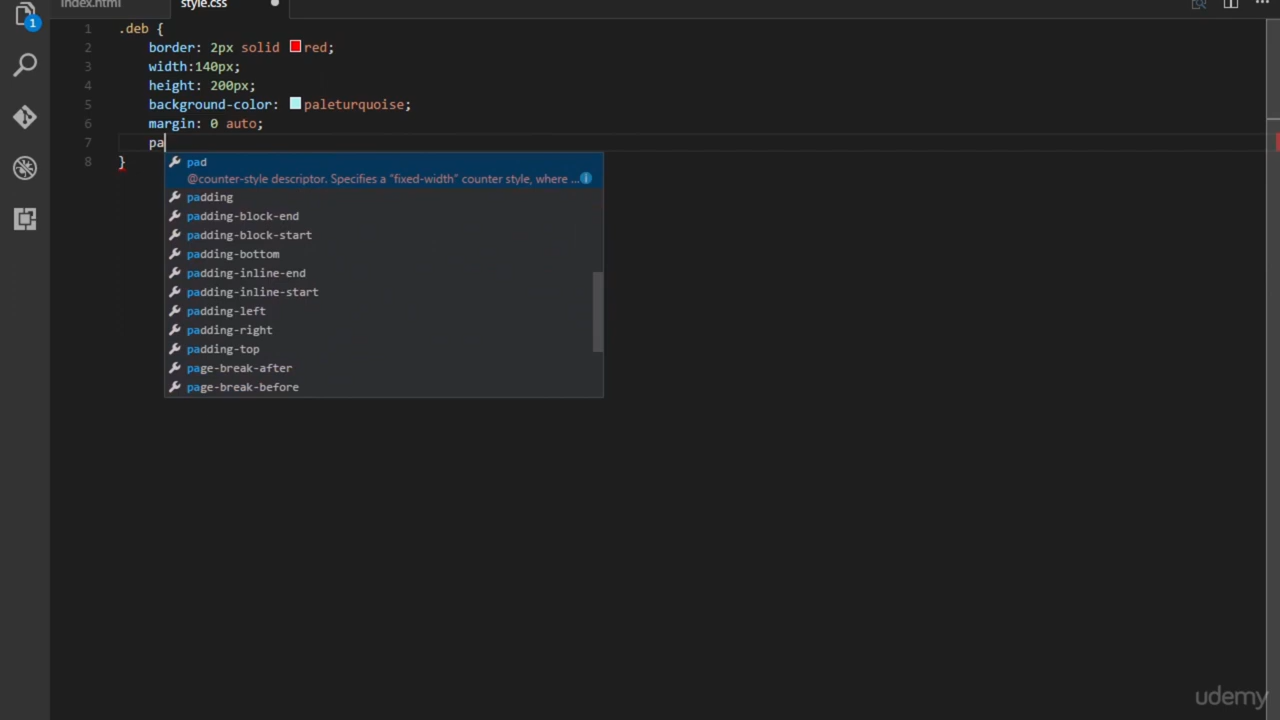 index.html
style.css
1
1 .deb {
2 border: 2px solid red;
3 width:140px;
4 height: 200px;
5 background-color: paleturquoise;
6 margin: 0 auto;
7 pa
8 }
pad
@counter-style descriptor. Specifies a "fixed-width" counter style, where ...
padding
padding-block-end
padding-block-start
padding-bottom
padding-inline-end
padding-inline-start
padding-left
padding-right
padding-top
page-break-after
page-break-before
udemy